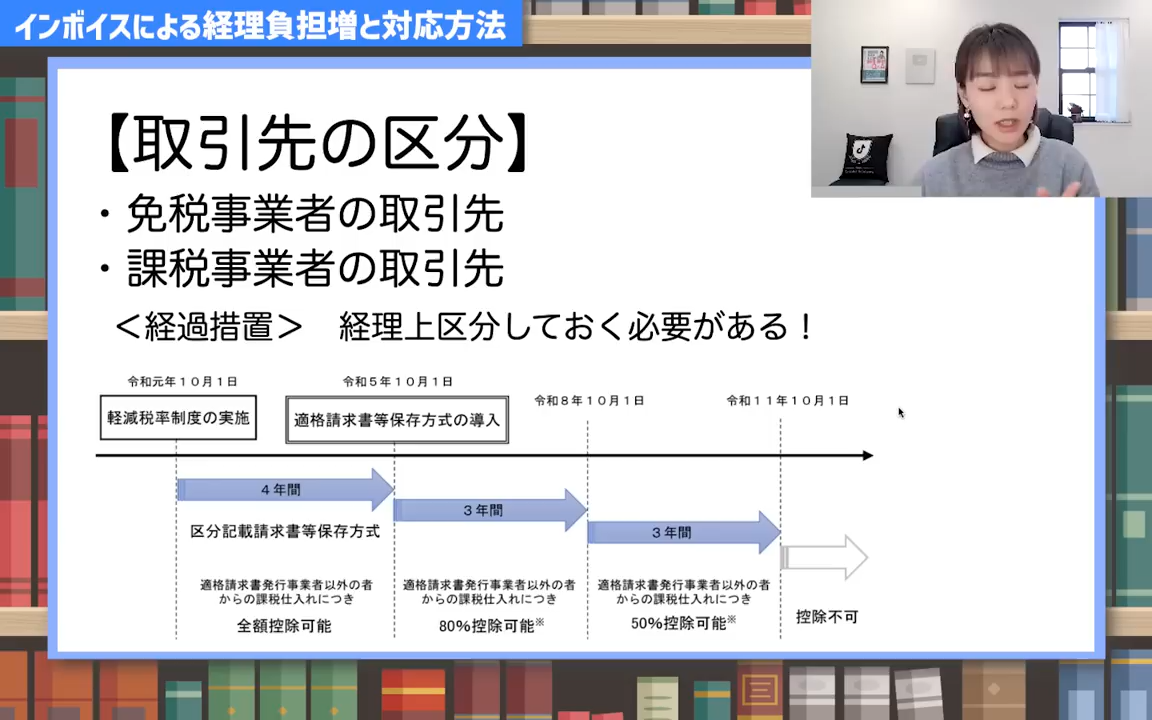 インボイスによる経理負担増と対応方法
【取引先の区分】
・免税事業者の取引先
・課税事業者の取引先
＜経過措置＞　経理上区分しておく必要がある！
令和元年１０月１日
令和５年１０月１日
令和８年１０月１日
令和１１年１０月１日
軽減税率制度の実施
適格請求書等保存方式の導入
４年間
３年間
３年間
区分記載請求書等保存方式
適格請求書発行事業者以外の者
からの課税仕入れにつき
全額控除可能
適格請求書発行事業者以外の者
からの課税仕入れにつき
80%控除可能※
適格請求書発行事業者以外の者
からの課税仕入れにつき
50%控除可能※
控除不可